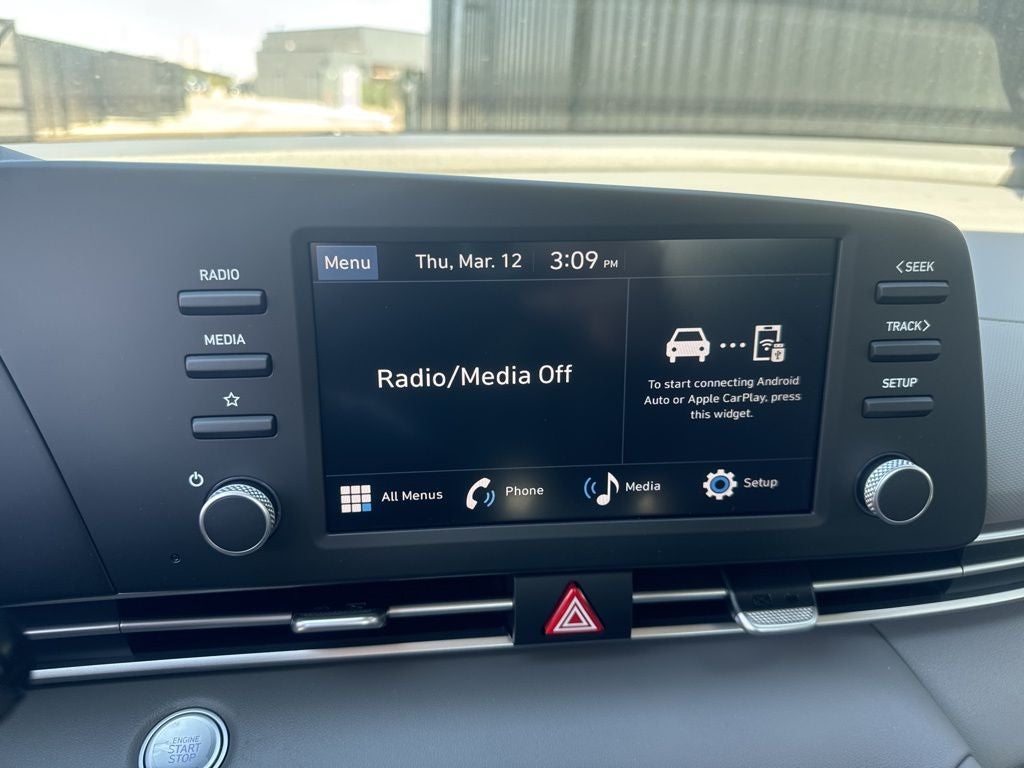 Menu
Thu, Mar. 12
3:09 PM
RADIO
MEDIA
Radio/Media Off
To start connecting Android
Auto or Apple CarPlay, press
this widget.
All Menus
Phone
Media
Setup
<SEEK
TRACK>
SETUP
ENGINE
START
STOP